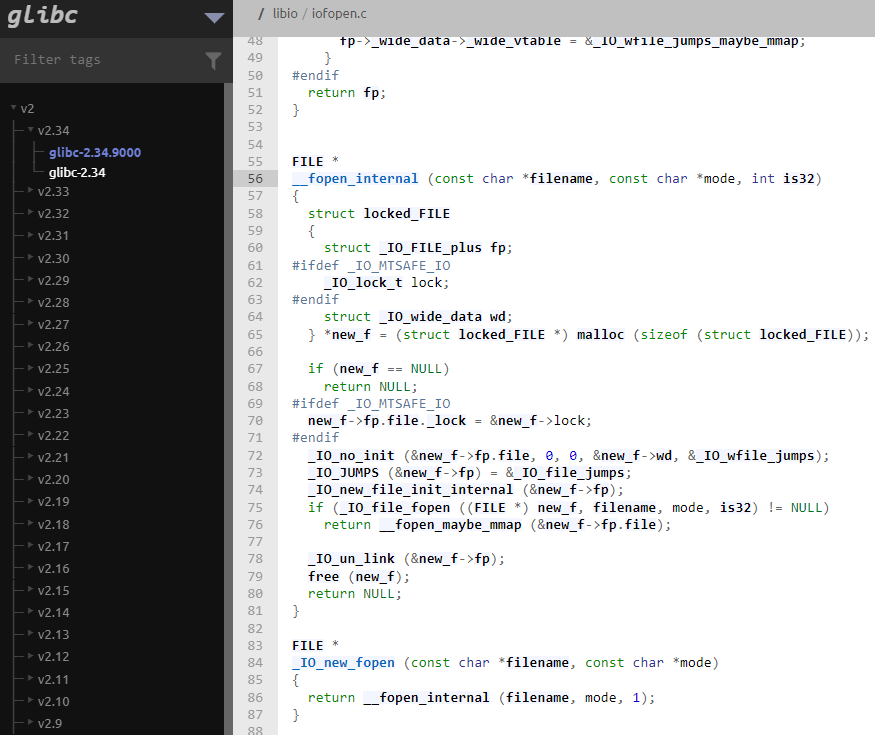 glibc
Filter tags
v2
v2.34
glibc-2.34.9000
glibc-2.34
v2.33
v2.32
v2.31
v2.30
v2.29
v2.28
v2.27
v2.26
v2.25
v2.24
v2.23
v2.22
v2.21
v2.20
v2.19
v2.18
v2.17
v2.16
v2.15
v2.14
v2.13
v2.12
v2.11
v2.10
v2.9
/ libio / iofopen.c
48 fp->_wide_data->_wide_vtable = &_IO_wfile_jumps_maybe_mmap;
49 }
50 #endif
51 return fp;
52 }
53
54
55 FILE *
56 __fopen_internal (const char *filename, const char *mode, int is32)
57 {
58 struct locked_FILE
59 {
60 struct _IO_FILE_plus fp;
61 #ifdef _IO_MTSAFE_IO
62 _IO_lock_t lock;
63 #endif
64 struct _IO_wide_data wd;
65 } *new_f = (struct locked_FILE *) malloc (sizeof (struct locked_FILE));
66
67 if (new_f == NULL)
68 return NULL;
69 #ifdef _IO_MTSAFE_IO
70 new_f->fp.file._lock = &new_f->lock;
71 #endif
72 _IO_no_init (&new_f->fp.file, 0, 0, &new_f->wd, &_IO_wfile_jumps);
73 _IO_JUMPS (&new_f->fp) = &_IO_file_jumps;
74 _IO_new_file_init_internal (&new_f->fp);
75 if (_IO_file_fopen ((FILE *) new_f, filename, mode, is32) != NULL)
76 return __fopen_maybe_mmap (&new_f->fp.file);
77
78 _IO_un_link (&new_f->fp);
79 free (new_f);
80 return NULL;
81 }
82
83 FILE *
84 _IO_new_fopen (const char *filename, const char *mode)
85 {
86 return __fopen_internal (filename, mode, 1);
87 }
88